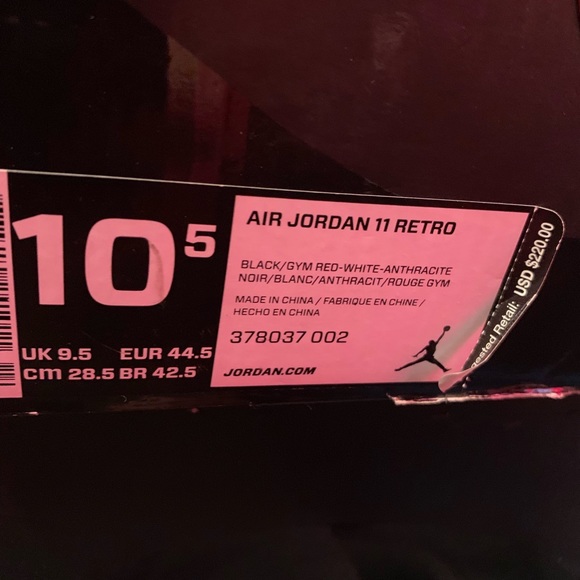 10 5
UK 9.5 EUR 44.5
cm 28.5 BR 42.5
AIR JORDAN 11 RETRO
BLACK/GYM RED-WHITE-ANTHRACITE
NOIR/BLANC/ANTHRACIT/ROUGE GYM
MADE IN CHINA / FABRIQUE EN CHINE /
HECHO EN CHINA
378037 002
JORDAN.COM
Retail: USD $220.00